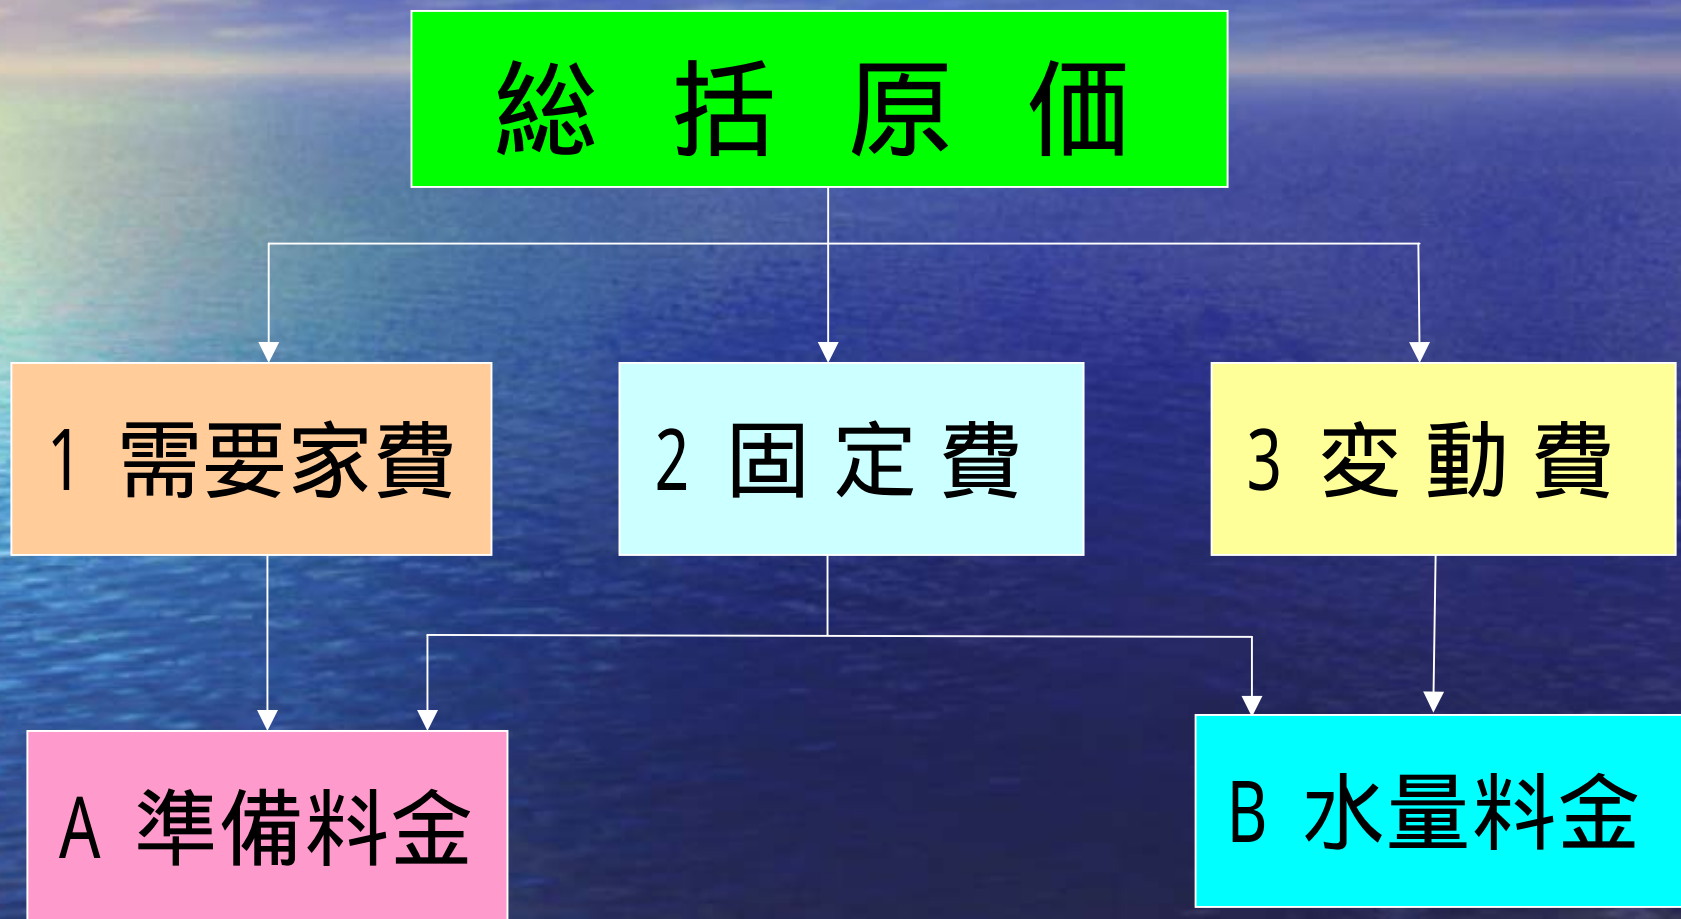 総括原価
1 需要家費
2 固定費
3 変動費
A 準備料金
B 水量料金